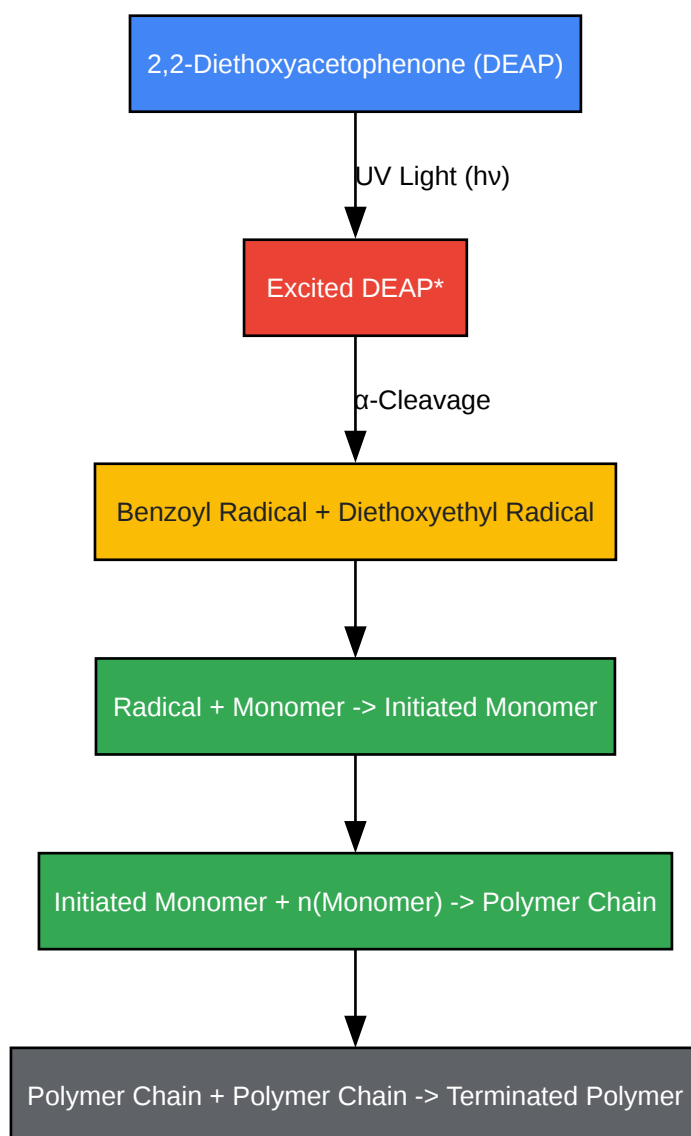 2,2-Diethoxyacetophenone (DEAP)
UV Light (hν)
Excited DEAP*
α-Cleavage
Benzoyl Radical + Diethoxyethyl Radical
Radical + Monomer -> Initiated Monomer
Initiated Monomer + n(Monomer) -> Polymer Chain
Polymer Chain + Polymer Chain -> Terminated Polymer